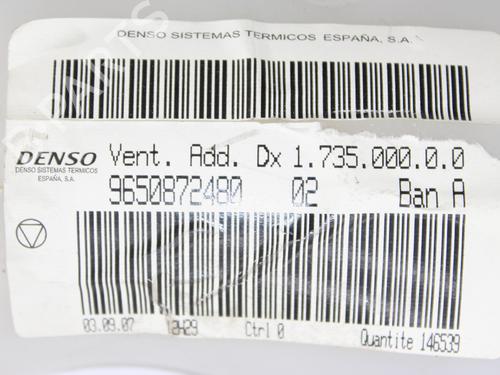 DENSO SISTEMAS TERMICOS ESPAÑA, S.A.
DENSO Vent. Add. Dx 1.735.000.0.0
DENSO SISTEMAS TERMICOS
ESPAÑA, S.A.
9650872480 02 Ban A
03.09.07 Ctrl 0 Quantite 146539